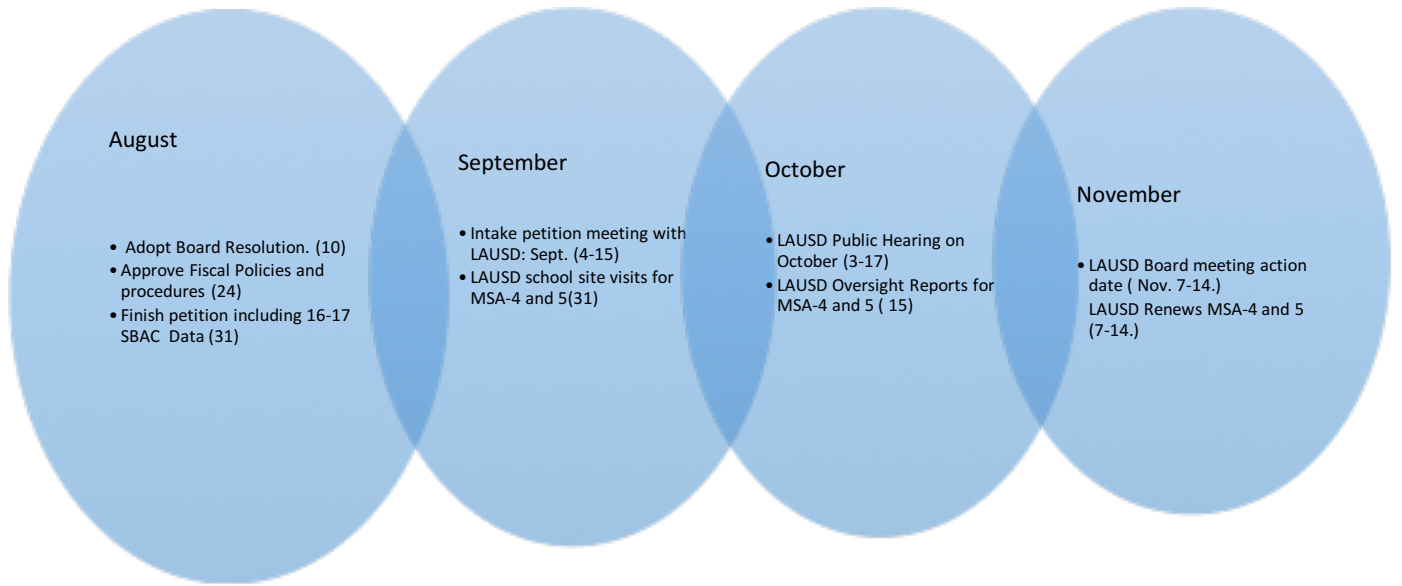 August
• Adopt Board Resolution. (10)
• Approve Fiscal Policies and
procedures (24)
• Finish petition including 16-17
SBAC Data (31)
September
• Intake petition meeting with
LAUSD: Sept. (4-15)
• LAUSD school site visits for
MSA-4 and 5(31)
October
• LAUSD Public Hearing on
October (3-17)
• LAUSD Oversight Reports for
MSA-4 and 5 ( 15)
November
• LAUSD Board meeting action
date ( Nov. 7-14.)
LAUSD Renews MSA-4 and 5
(7-14.)